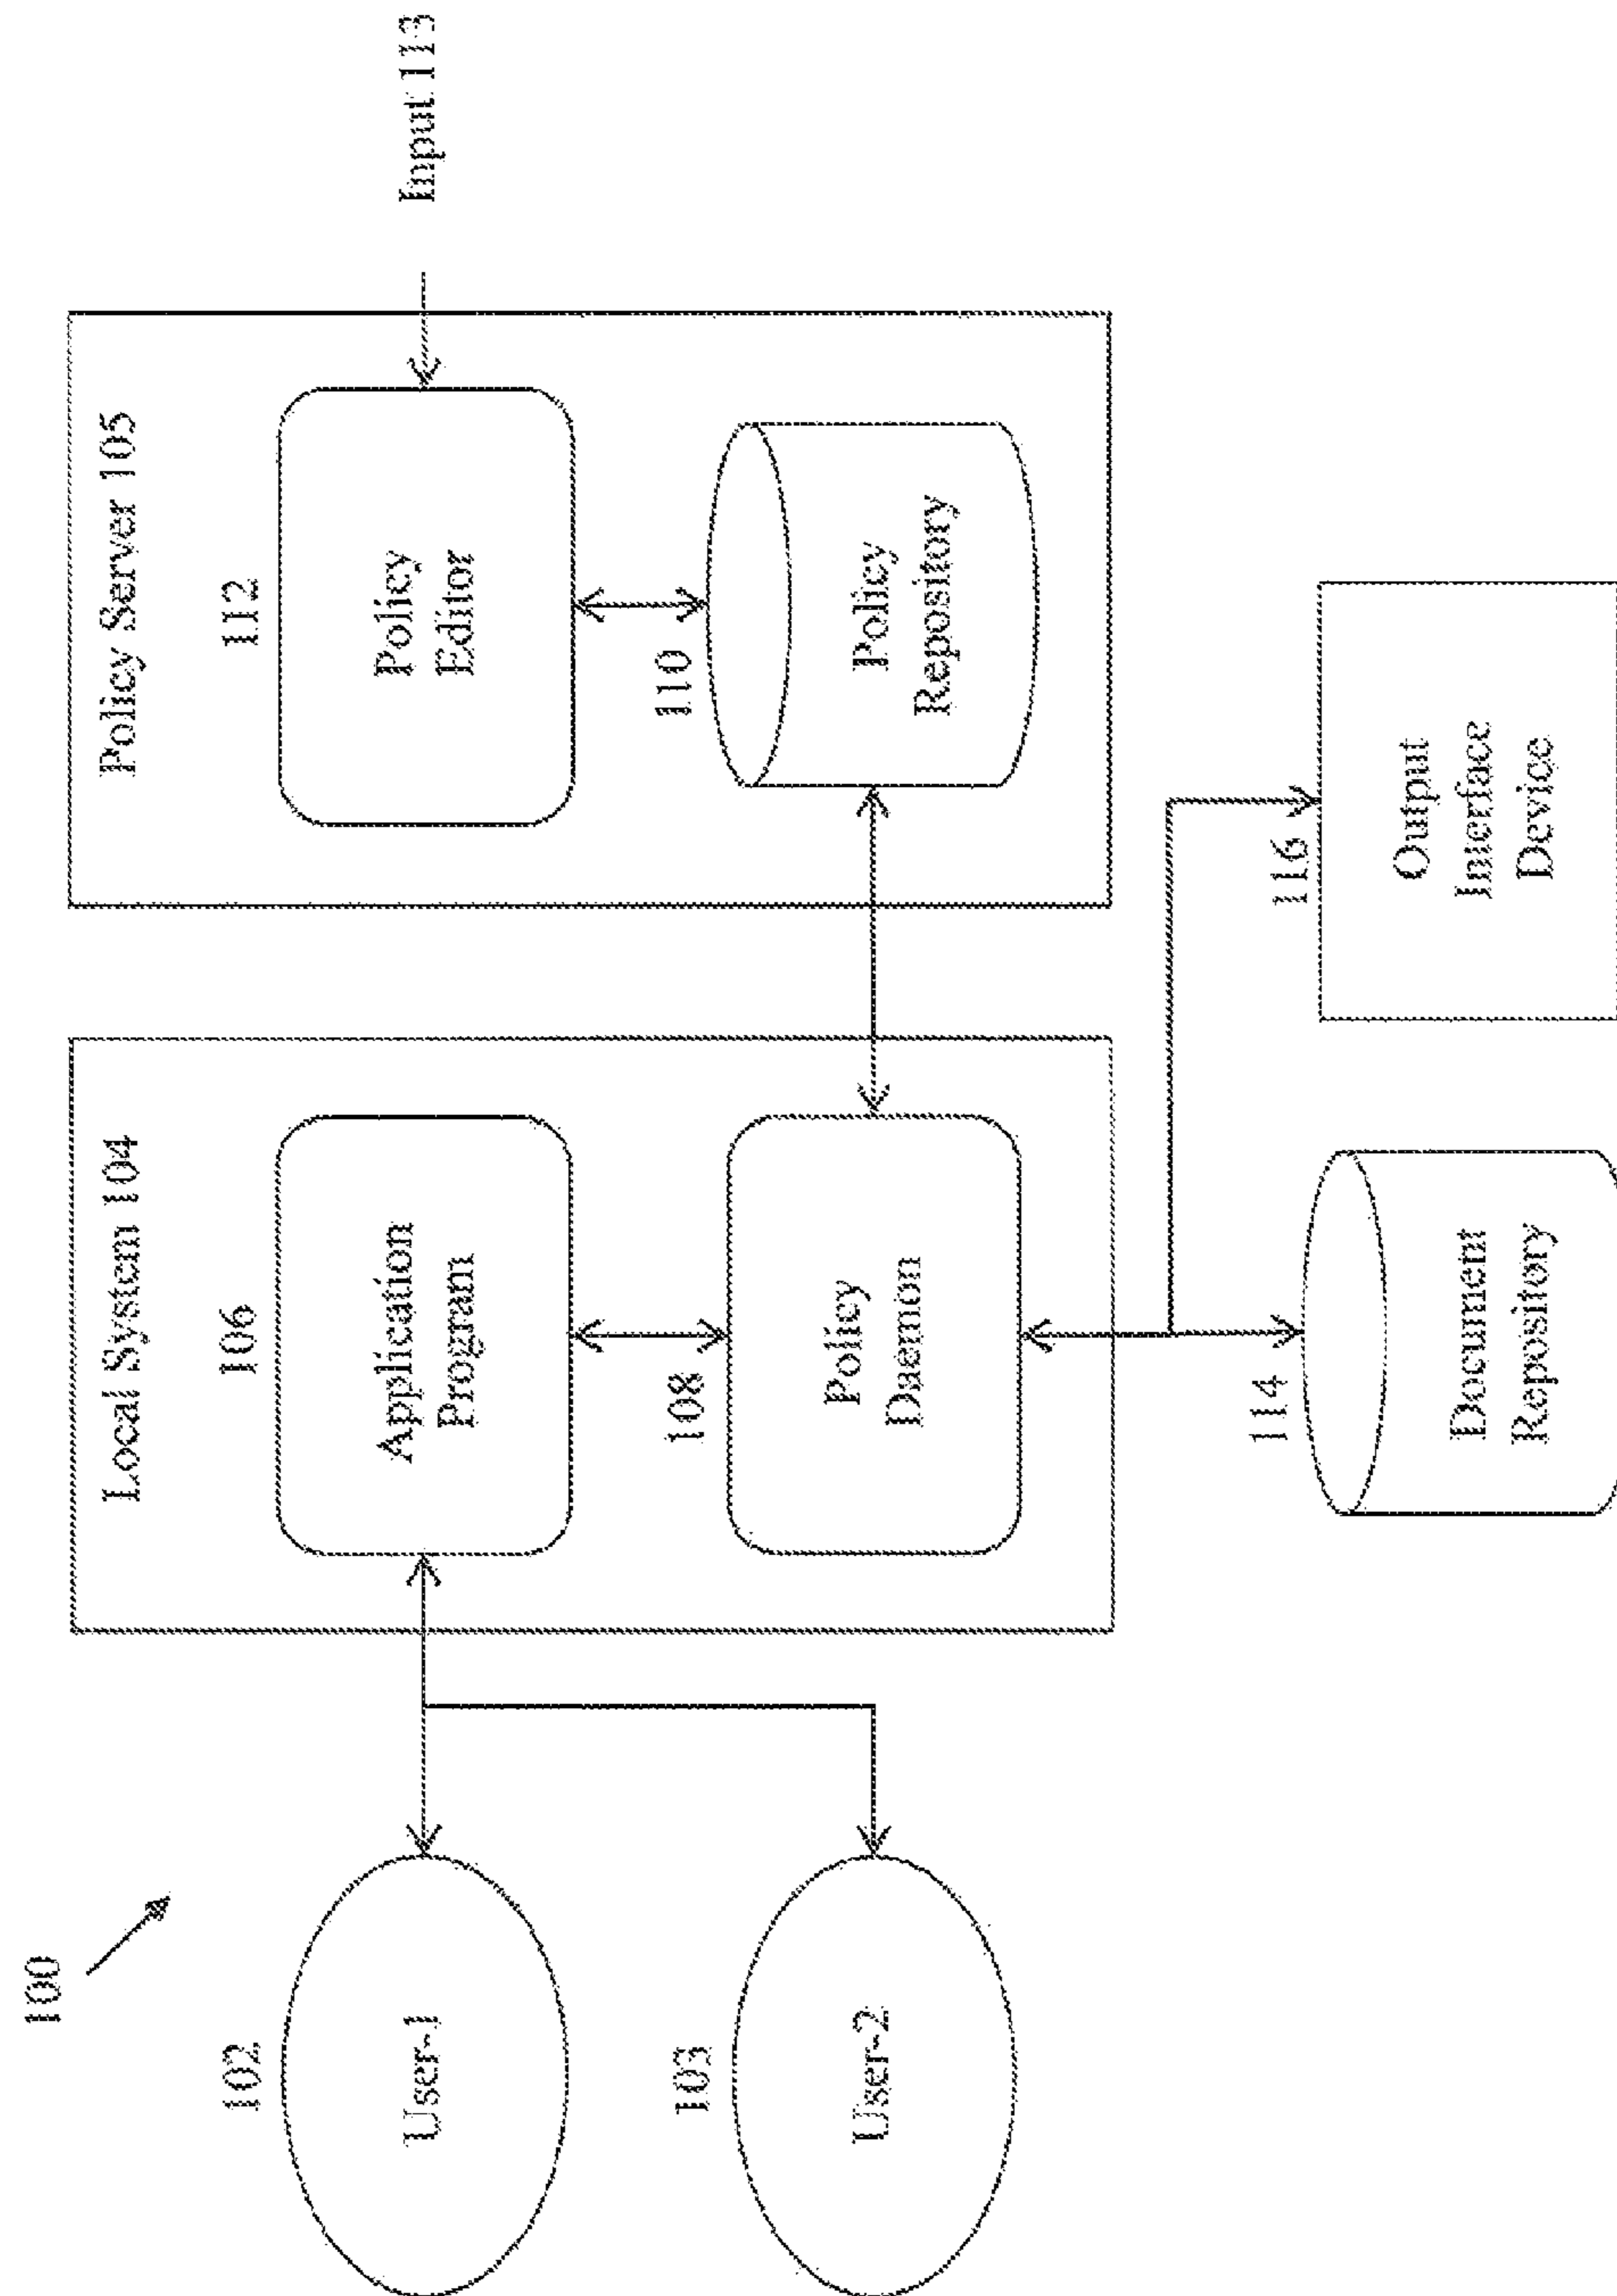 100
102
User-1
103
User-2
Local System 104
106
Application
Program
108
Policy
Daemon
Policy Server 105
112
Policy
Editor
110
Policy
Repository
Input 113
114
Document
Repository
116
Output
Interface
Device